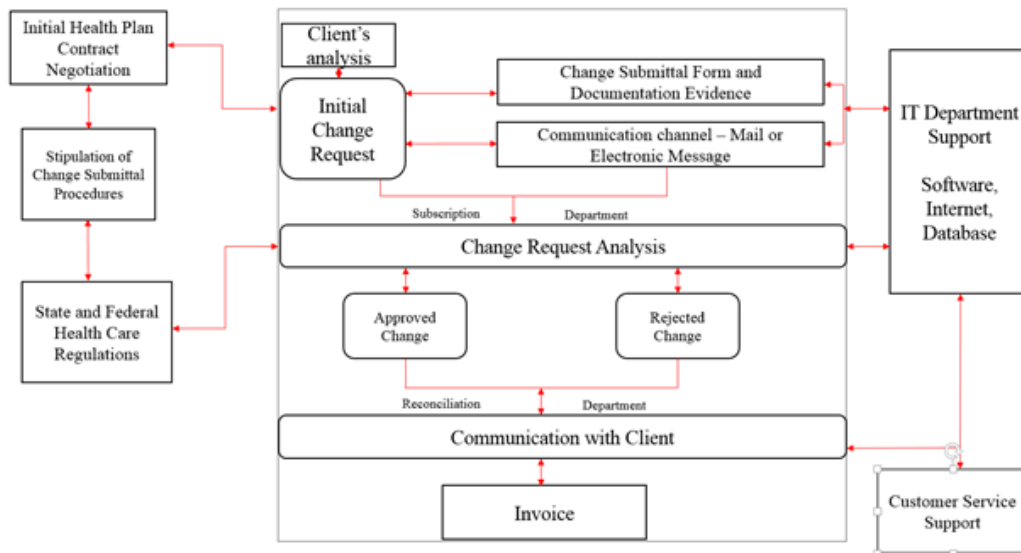 Initial Health Plan
Contract
Negotiation
Stipulation of
Change Submittal
Procedures
State and Federal
Health Care
Regulations
Client’s
analysis
Initial
Change
Request
Change Submittal Form and
Documentation Evidence
Communication channel – Mail or
Electronic Message
Subscription Department
Change Request Analysis
Approved
Change
Rejected
Change
Reconciliation Department
Communication with Client
Invoice
IT Department
Support
Software,
Internet,
Database
Customer Service
Support